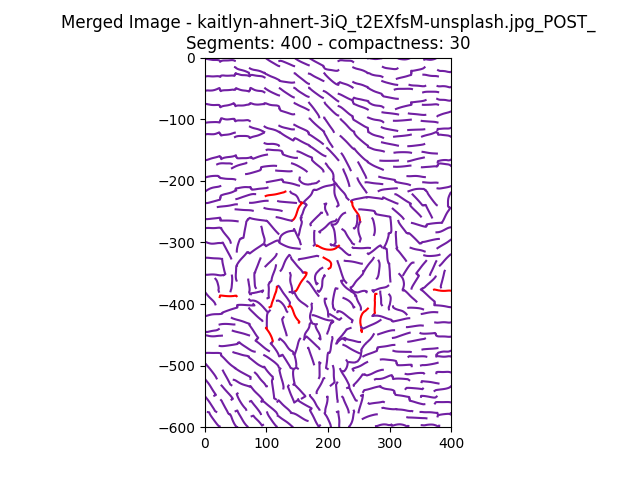 Merged Image - kaitlyn-ahnert-3iQ_t2EXfsM-unsplash.jpg_POST_
Segments: 400 - compactness: 30
0
−100
−200
−300
−400
−500
−600
0 100 200 300 400